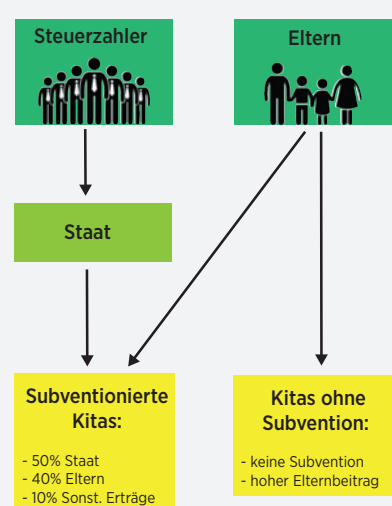 Steuerzahler
Eltern
Staat
Subventionierte
Kitas:
- 50% Staat
- 40% Eltern
- 10% Sonst. Erträge
Kitas ohne
Subvention:
- keine Subvention
- hoher Elternbeitrag